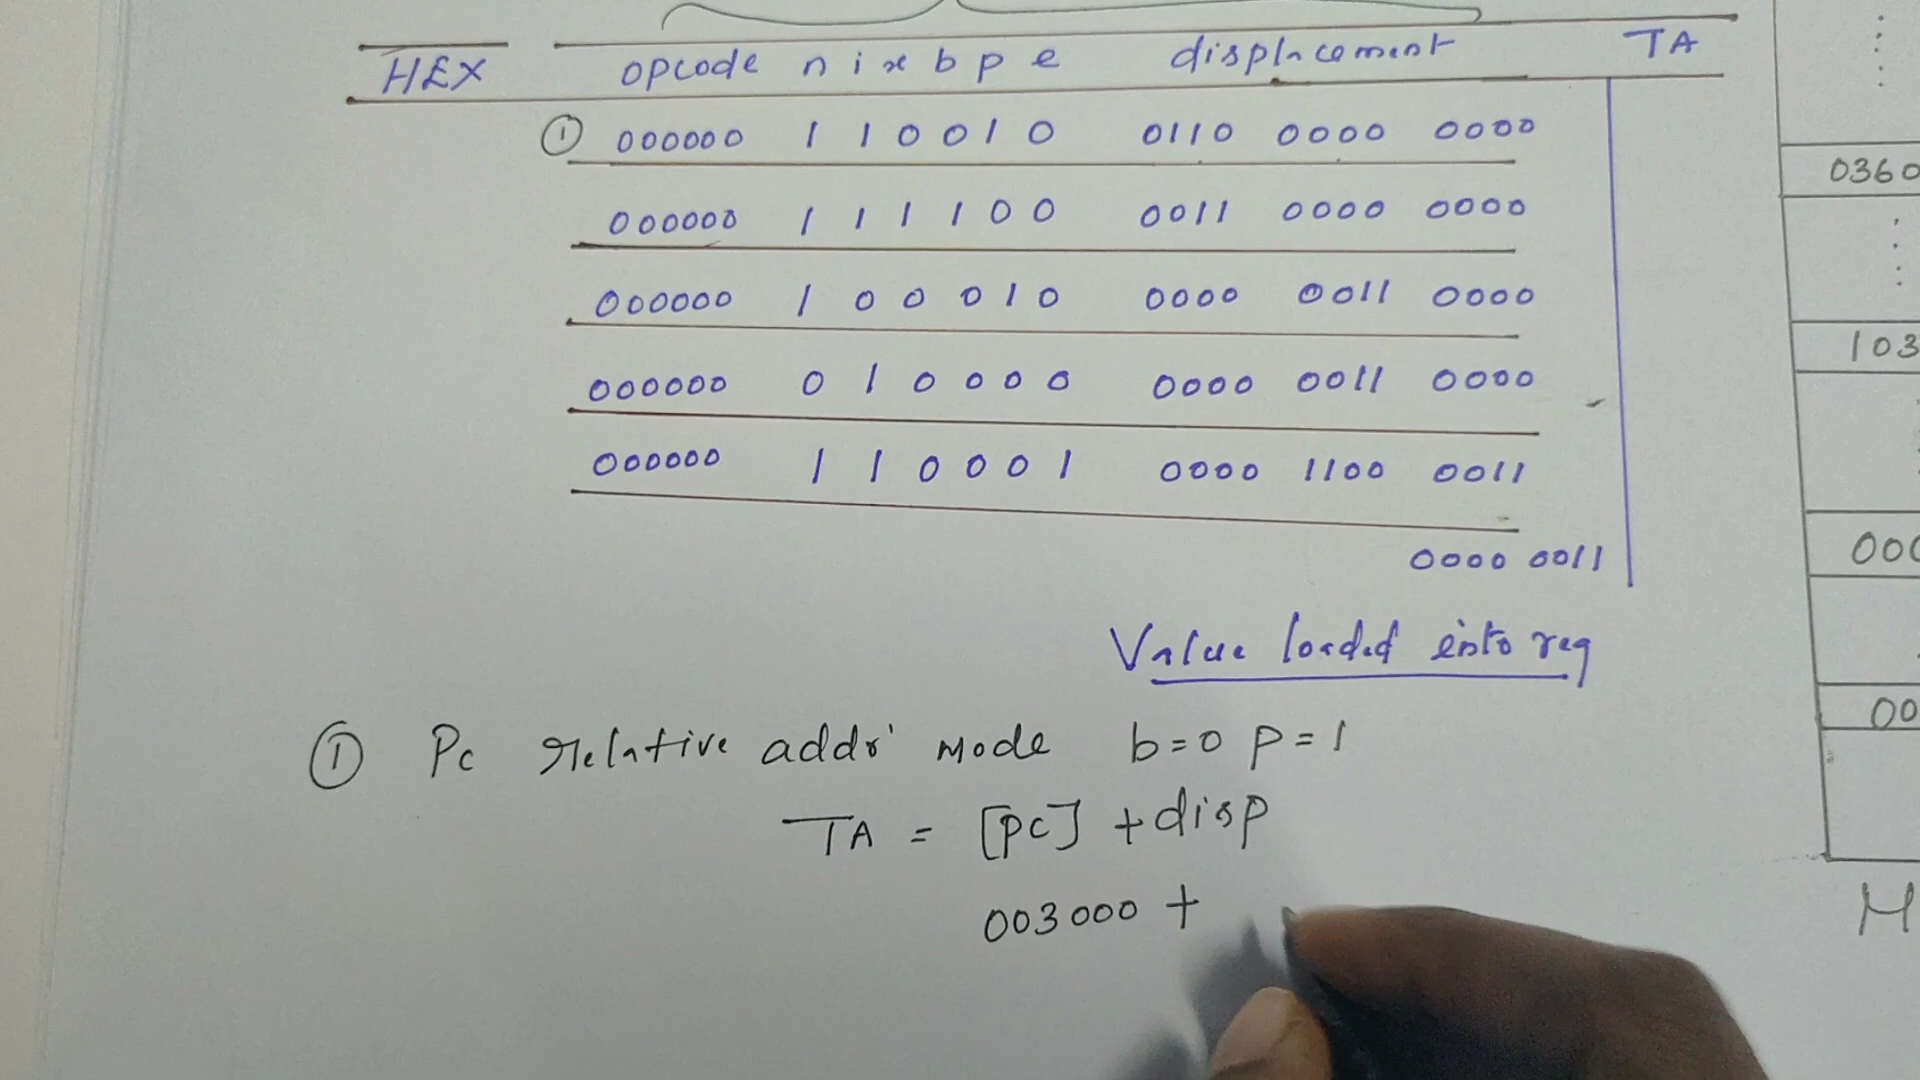 HEX opcode n i x b p e displacement TA
① 000000 1 1 0 0 1 0 0110 0000 0000
000000 1 1 1 1 0 0 0011 0000 0000
000000 1 0 0 0 1 0 0000 0011 0000
000000 0 1 0 0 0 0 0000 0011 0000
000000 1 1 0 0 0 1 0000 1100 0011
0000 0011
Value loaded into reg
① Pc relative addr' mode b=0 p=1
TA = [PC] + disp
003000 +
0360
103
000
00
M